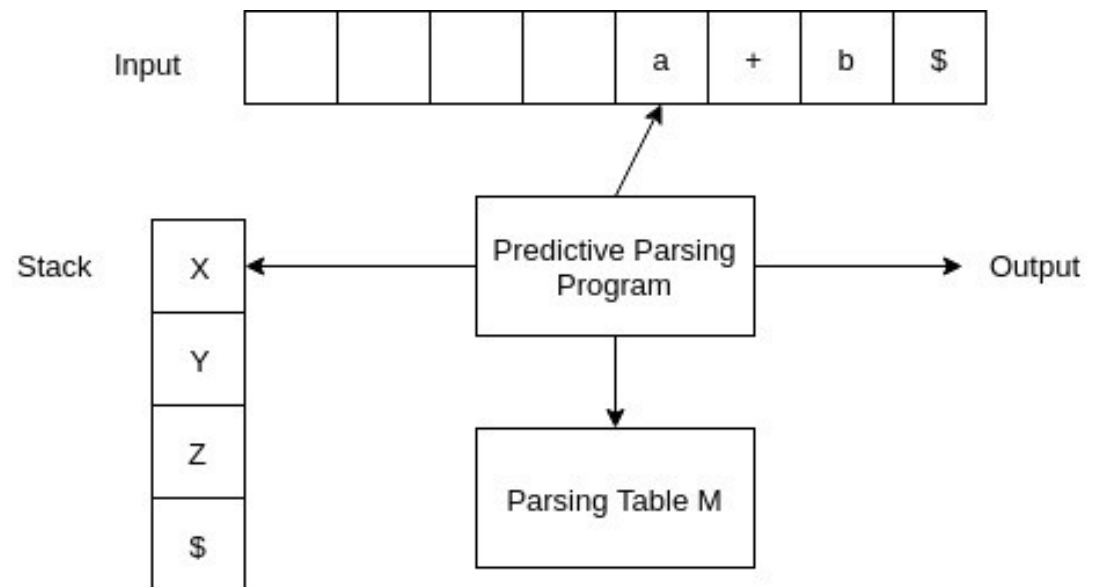 Input
a + b $
Stack
X
Y
Z
$
Predictive Parsing
Program
Output
Parsing Table M